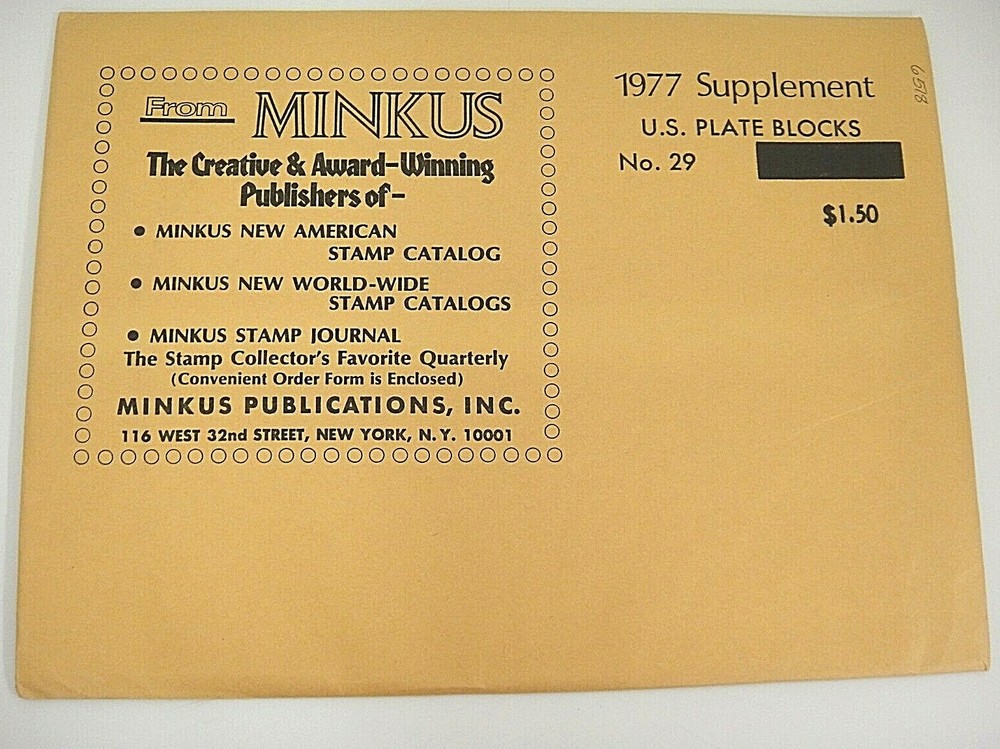 From MINKUS
The Creative & Award-Winning
Publishers of-
• MINKUS NEW AMERICAN
STAMP CATALOG
• MINKUS NEW WORLD-WIDE
STAMP CATALOGS
• MINKUS STAMP JOURNAL
The Stamp Collector's Favorite Quarterly
(Convenient Order Form is Enclosed)
MINKUS PUBLICATIONS, INC.
116 WEST 32nd STREET, NEW YORK, N.Y. 10001
1977 Supplement
U.S. PLATE BLOCKS
No. 29
$1.50